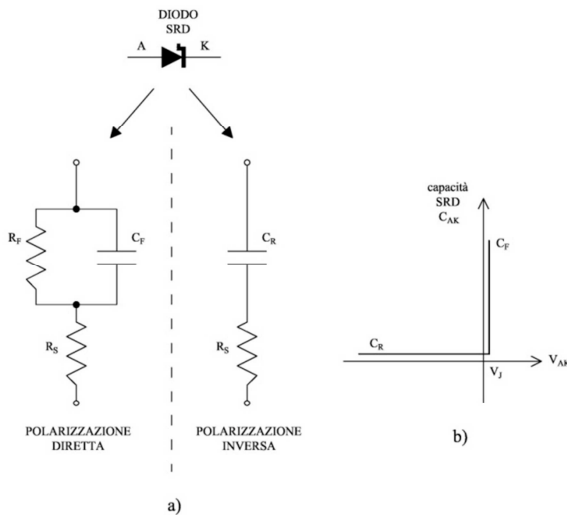 DIODO
SRD
A
K
R_F
C_F
R_S
C_R
R_S
POLARIZZAZIONE
DIRETTA
POLARIZZAZIONE
INVERSA
a)
capacità
SRD
C_AK
C_F
C_R
V_J
V_AK
b)